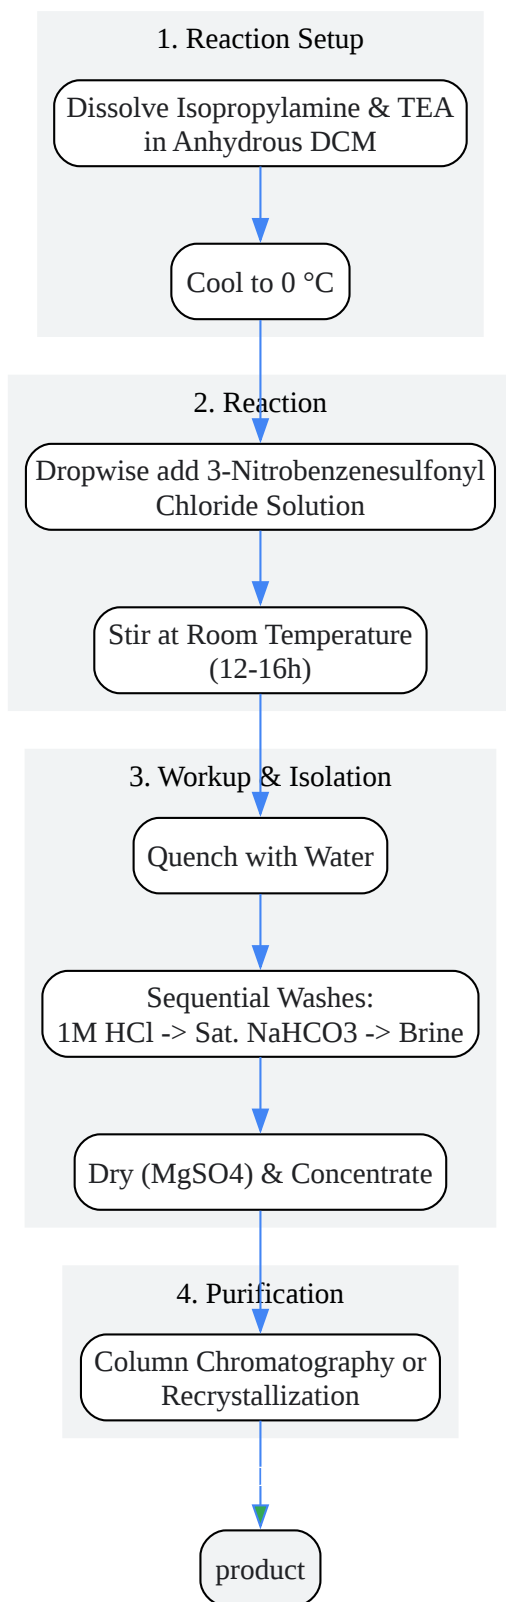 1. Reaction Setup
Dissolve Isopropylamine & TEA
in Anhydrous DCM
Cool to 0 °C
2. Reaction
Dropwise add 3-Nitrobenzenesulfonyl
Chloride Solution
Stir at Room Temperature
(12-16h)
3. Workup & Isolation
Quench with Water
Sequential Washes:
1M HCl -> Sat. NaHCO3 -> Brine
Dry (MgSO4) & Concentrate
4. Purification
Column Chromatography or
Recrystallization
product